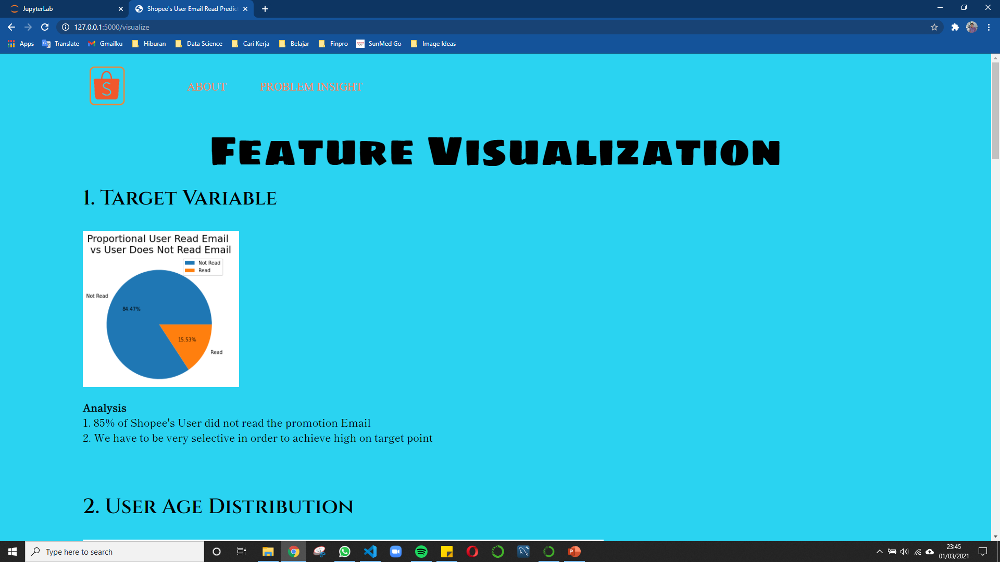 JupyterLab
Shopee's User Email Read Predic
127.0.0.1:5000/visualize
Apps
Translate
Gmailku
Hiburan
Data Science
Cari Kerja
Belajar
Finpro
SunMed Go
Image Ideas
S
ABOUT
PROBLEM INSIGHT
Feature Visualization
1. Target Variable
Proportional User Read Email
vs User Does Not Read Email
Not Read
Read
Not Read
84.47%
15.53%
Read
Analysis
1. 85% of Shopee's User did not read the promotion Email
2. We have to be very selective in order to achieve high on target point
2. User Age Distribution
Type here to search
23:45
01/03/2021